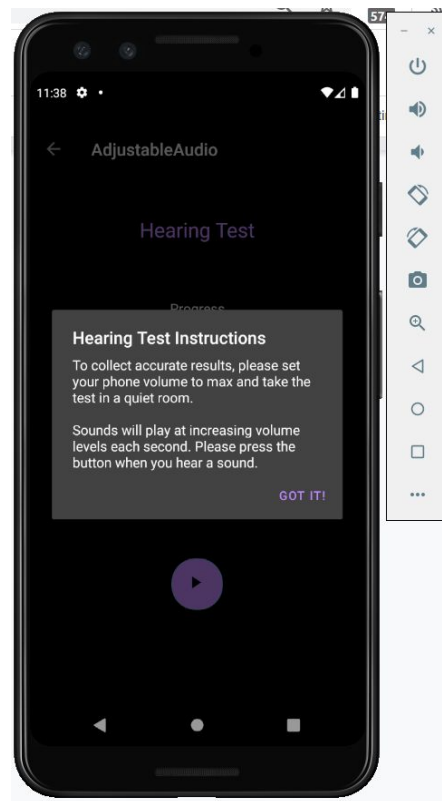 57
11:38
AdjustableAudio
Hearing Test
Progress
Hearing Test Instructions
To collect accurate results, please set
your phone volume to max and take the
test in a quiet room.
Sounds will play at increasing volume
levels each second. Please press the
button when you hear a sound.
GOT IT!